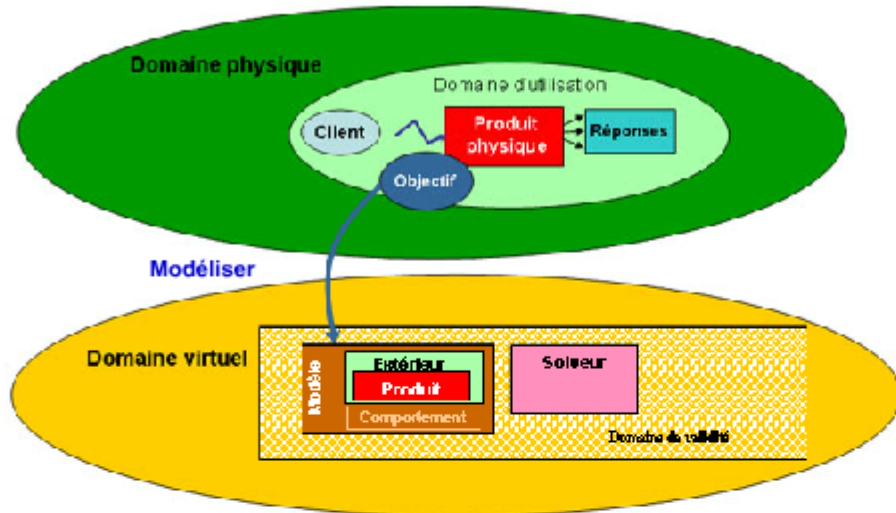 Domaine physique
Domane d'utilisation
Client
Produit
physique
Réponses
Objectif
Modéliser
Domaine virtuel
Modèle
Extérieur
Produit
Comportement
Solveur
Domaine de validité